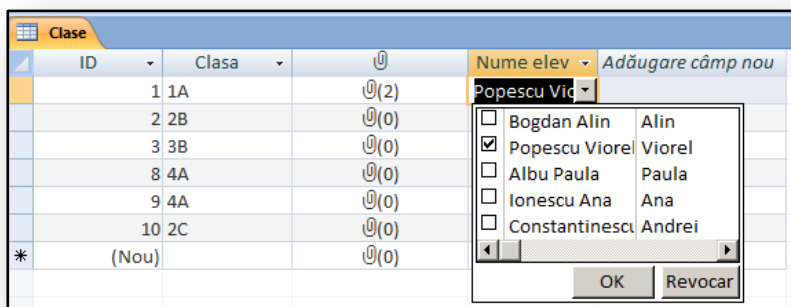 Clase
ID Clasa Nume elev Adăugare câmp nou
1 1A (2) Popescu Vio
2 2B (0)
3 3B (0)
8 4A (0)
9 4A (0)
10 2C (0)
(Nou) (0)
Bogdan Alin Alin
Popescu Viorel Viorel
Albu Paula Paula
Ionescu Ana Ana
Constantinescu Andrei
OK Revocar